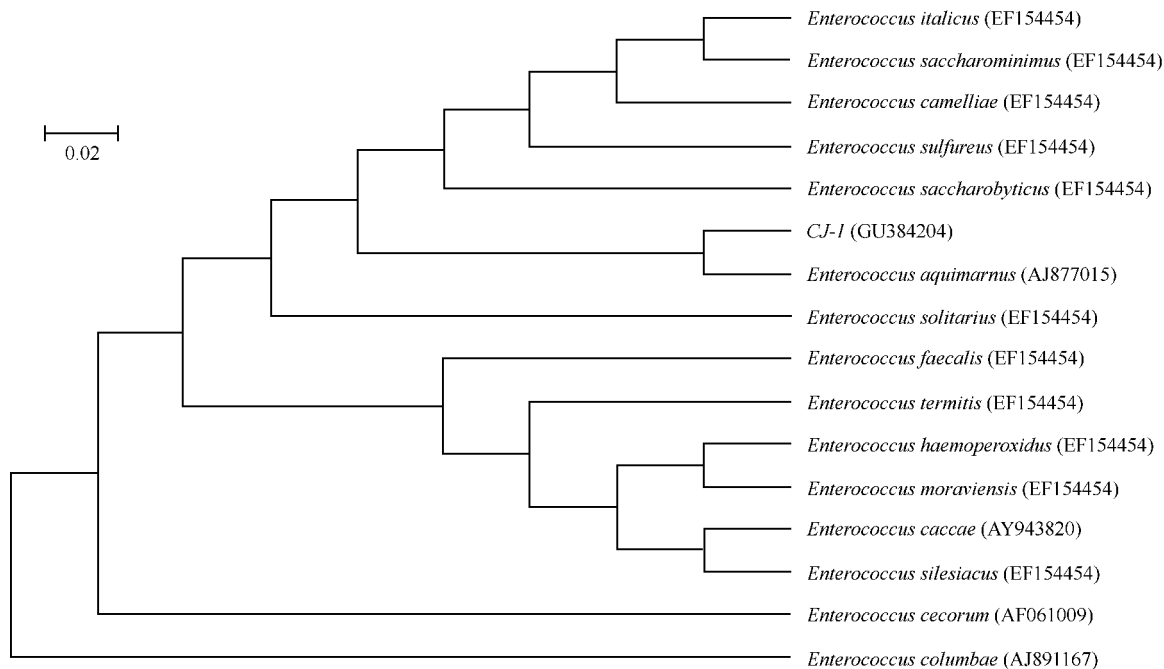 Enterococcus italicus (EF154454)
Enterococcus saccharominimus (EF154454)
Enterococcus camelliae (EF154454)
0.02
Enterococcus sulfureus (EF154454)
Enterococcus saccharobyticus (EF154454)
CJ-1 (GU384204)
Enterococcus aquimarnus (AJ877015)
Enterococcus solitarius (EF154454)
Enterococcus faecalis (EF154454)
Enterococcus termitis (EF154454)
Enterococcus haemoperoxidus (EF154454)
Enterococcus moraviensis (EF154454)
Enterococcus caccae (AY943820)
Enterococcus silesiacus (EF154454)
Enterococcus cecorum (AF061009)
Enterococcus columbae (AJ891167)